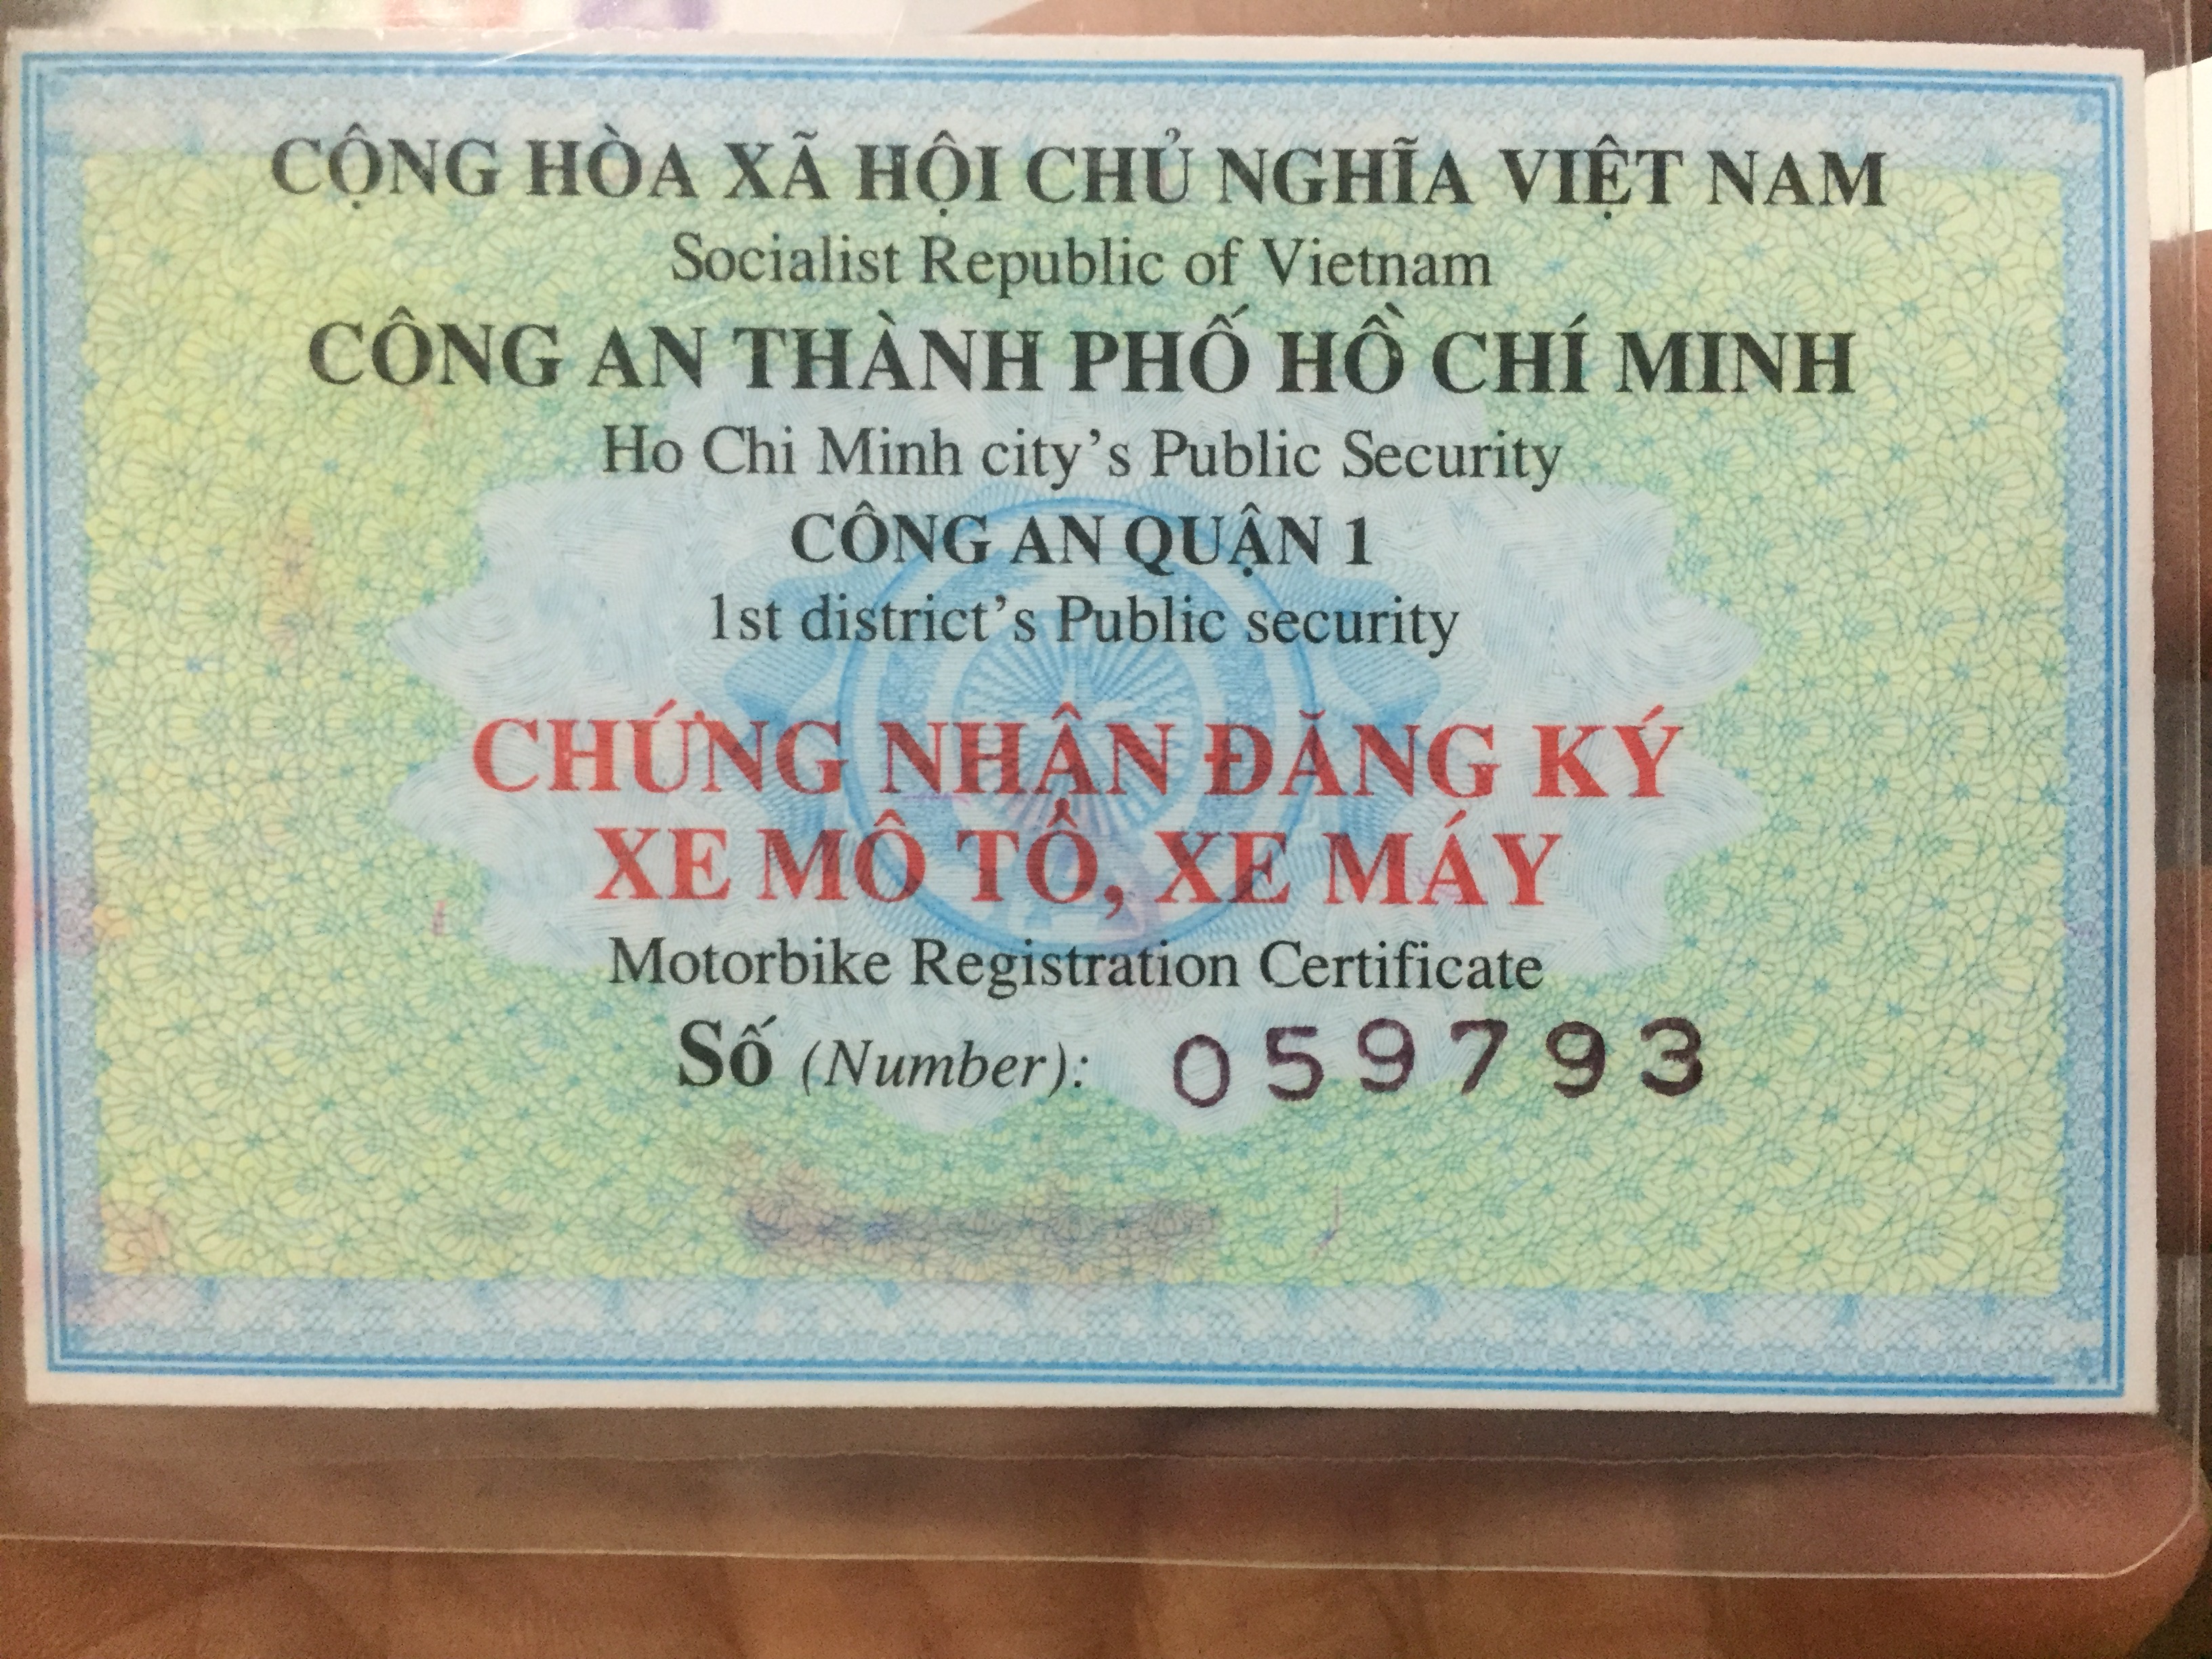 CỘNG HÒA XÃ HỘI CHỦ NGHĨA VIỆT NAM
Socialist Republic of Vietnam
CÔNG AN THÀNH PHỐ HỒ CHÍ MINH
Ho Chi Minh city's Public Security
CÔNG AN QUẬN 1
1st district's Public security
CHỨNG NHẬN ĐĂNG KÝ
XE MÔ TÔ, XE MÁY
Motorbike Registration Certificate
Số (Number): 059793